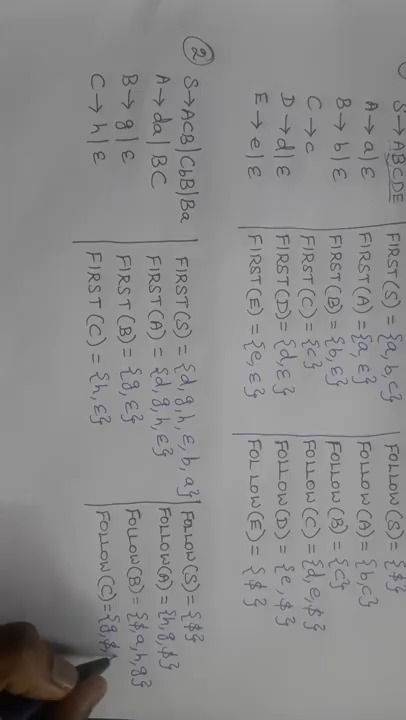 S→ABCDE
A→a|ε
B→b|ε
C→c
D→d|ε
E→e|ε
FIRST(S)={a,b,c}
FIRST(A)={a,ε}
FIRST(B)={b,ε}
FIRST(C)={c}
FIRST(D)={d,ε}
FIRST(E)={e,ε}
FOLLOW(S)={$}
FOLLOW(A)={b,c}
FOLLOW(B)={c}
FOLLOW(C)={d,e,$}
FOLLOW(D)={e,$}
FOLLOW(E)={$}
②
S→ACB|CbB|Ba
A→da|BC
B→g|ε
C→h|ε
FIRST(S)={d,g,h,ε,b,a}
FIRST(A)={d,g,h,ε}
FIRST(B)={g,ε}
FIRST(C)={h,ε}
FOLLOW(S)={$}
FOLLOW(A)={h,g,$}
FOLLOW(B)={$,a,h,g}
FOLLOW(C)={g,$,